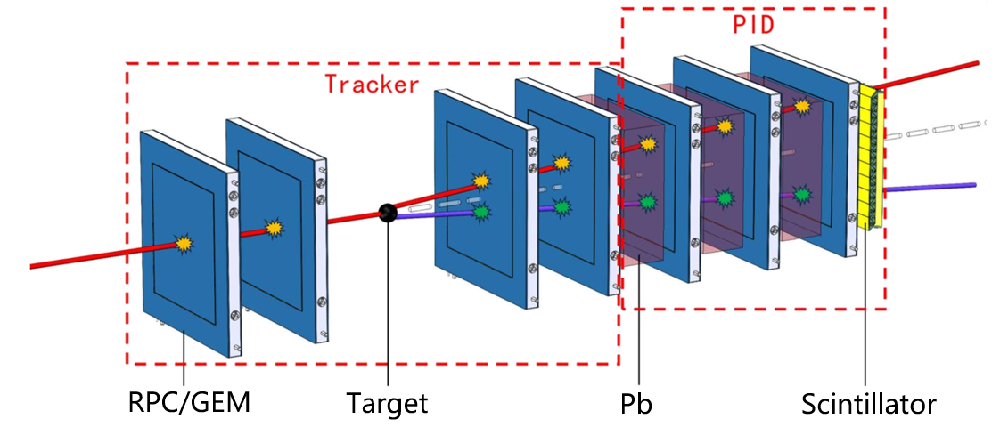 PID
Tracker
RPC/GEM
Target
Pb
Scintillator